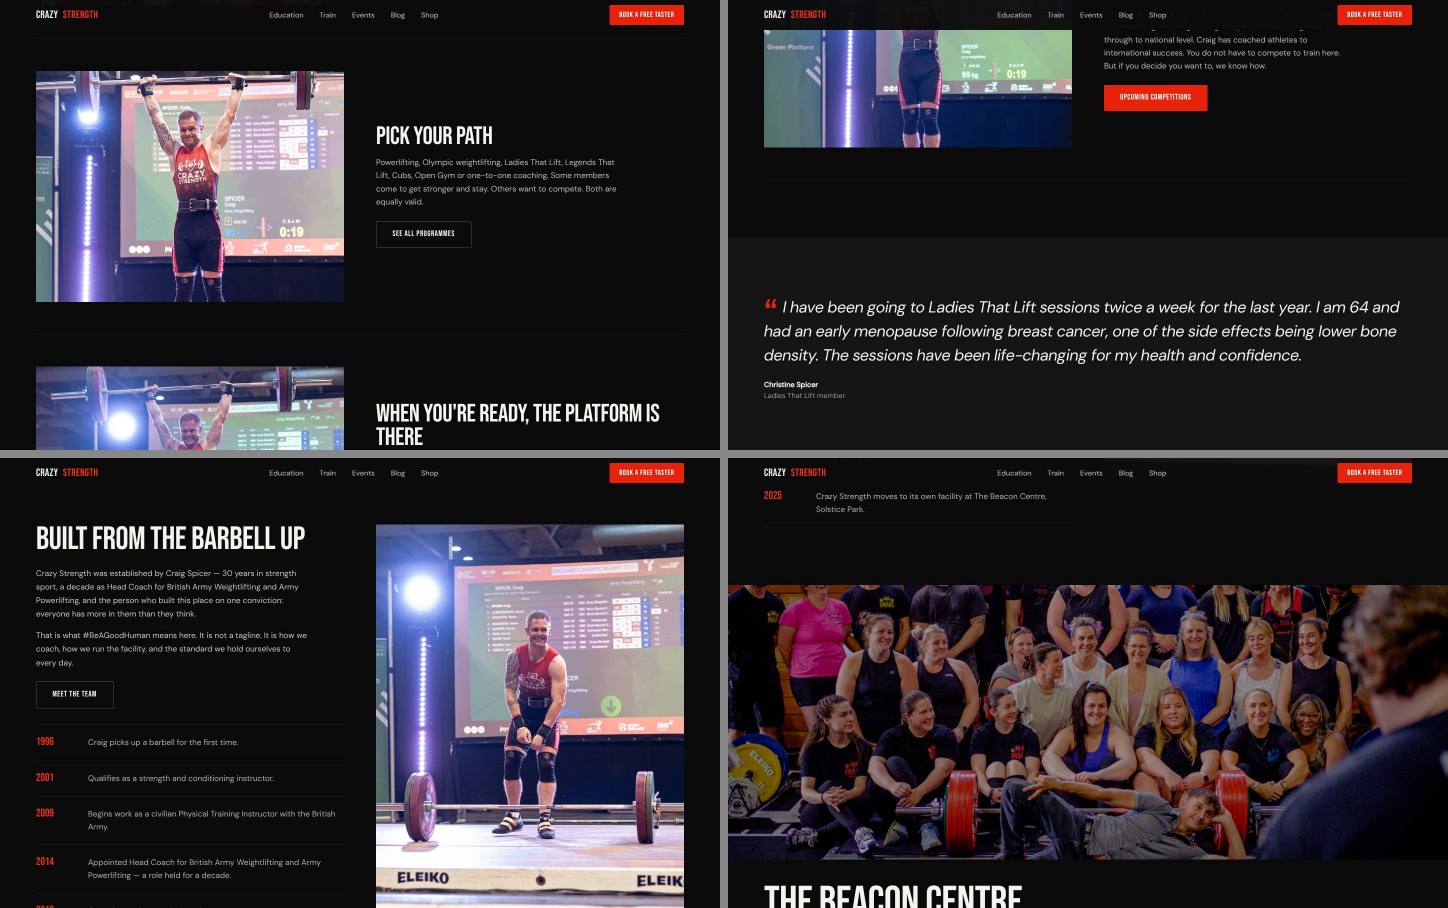 CRAZY STRENGTH
Education Train Events Blog Shop
BOOK A FREE TASTER
CRAZY
STRENGTH
SPICER
Craig
0:19
PICK YOUR PATH
Powerlifting, Olympic weightlifting, Ladies That Lift, Legends That
Lift, Cubs, Open Gym or one-to-one coaching. Some members
come to get stronger and stay. Others want to compete. Both are
equally valid.
SEE ALL PROGRAMMES
WHEN YOU'RE READY, THE PLATFORM IS
THERE
CRAZY STRENGTH
Education Train Events Blog Shop
BOOK A FREE TASTER
Green Platform
SPICER
Craig
95 kg
0:19
through to national level. Craig has coached athletes to
international success. You do not have to compete to train here.
But if you decide you want to, we know how.
UPCOMING COMPETITIONS
“ I have been going to Ladies That Lift sessions twice a week for the last year. I am 64 and
had an early menopause following breast cancer, one of the side effects being lower bone
density. The sessions have been life-changing for my health and confidence.
Christine Spicer
Ladies That Lift member
CRAZY STRENGTH
Education Train Events Blog Shop
BOOK A FREE TASTER
BUILT FROM THE BARBELL UP
Crazy Strength was established by Craig Spicer — 30 years in strength
sport, a decade as Head Coach for British Army Weightlifting and Army
Powerlifting, and the person who built this place on one conviction:
everyone has more in them than they think.
That is what #BeAGoodHuman means here. It is not a tagline. It is how we
coach, how we run the facility, and the standard we hold ourselves to
every day.
MEET THE TEAM
1996 Craig picks up a barbell for the first time.
2001 Qualifies as a strength and conditioning instructor.
2009 Begins work as a civilian Physical Training Instructor with the British
Army.
2014 Appointed Head Coach for British Army Weightlifting and Army
Powerlifting — a role held for a decade.
ELEIKO
ELEIK
CRAZY STRENGTH
Education Train Events Blog Shop
BOOK A FREE TASTER
2025 Crazy Strength moves to its own facility at The Beacon Centre,
Solstice Park.
ELEIKO
THE BEACON CENTRE